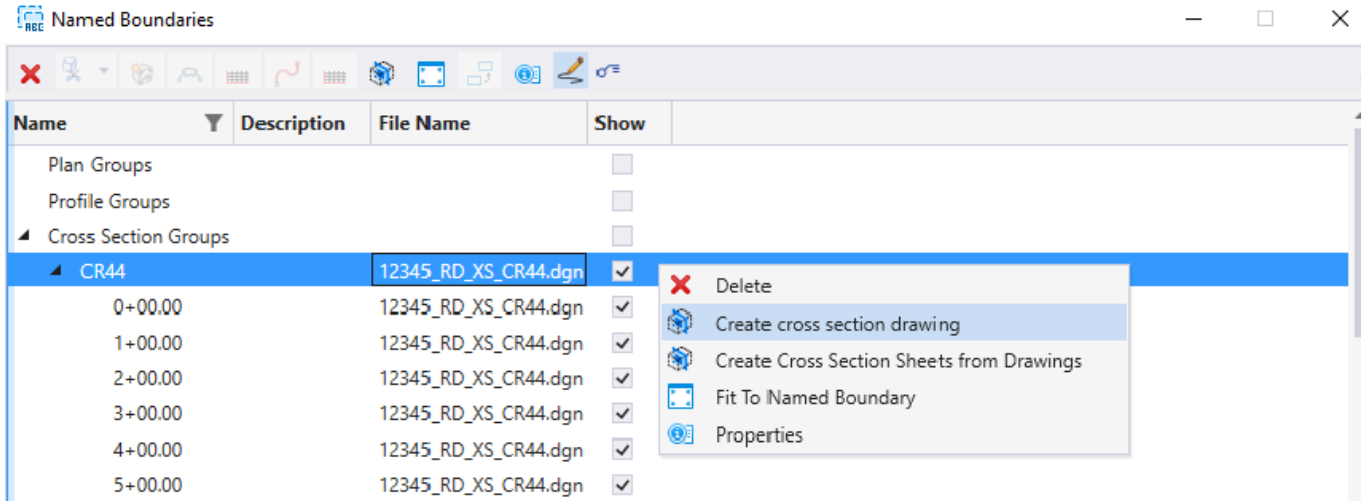 ABC Named Boundaries
Name Description File Name Show
Plan Groups
Profile Groups
Cross Section Groups
CR44 12345_RD_XS_CR44.dgn
Delete
0+00.00 12345_RD_XS_CR44.dgn
Create cross section drawing
1+00.00 12345_RD_XS_CR44.dgn
Create Cross Section Sheets from Drawings
2+00.00 12345_RD_XS_CR44.dgn
Fit To Named Boundary
3+00.00 12345_RD_XS_CR44.dgn
Properties
4+00.00 12345_RD_XS_CR44.dgn
5+00.00 12345_RD_XS_CR44.dgn